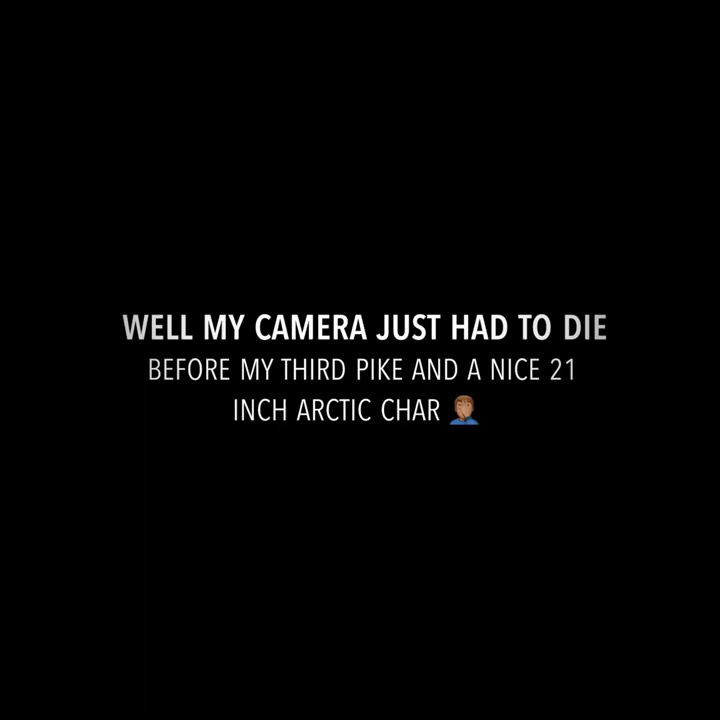 WELL MY CAMERA JUST HAD TO DIE
BEFORE MY THIRD PIKE AND A NICE 21
INCH ARCTIC CHAR 🤦🏽‍♂️